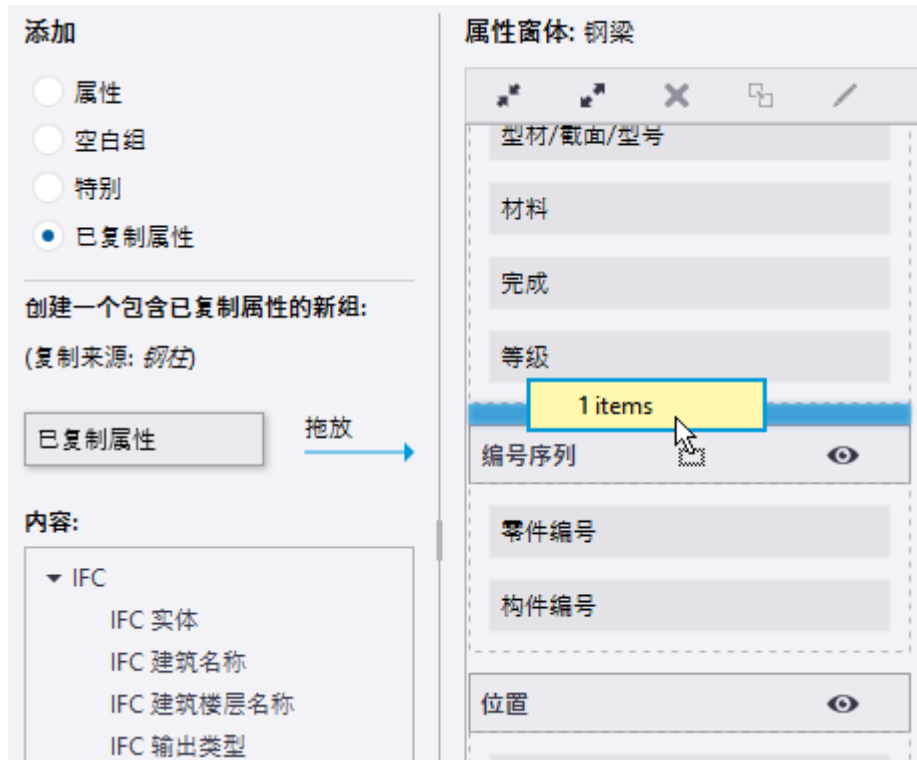 添加
属性
空白组
特别
已复制属性
创建一个包含已复制属性的新组:
(复制来源: 钢柱)
已复制属性
拖放
内容:
IFC
IFC 实体
IFC 建筑名称
IFC 建筑楼层名称
IFC 输出类型
属性窗体: 钢梁
型材/截面/型号
材料
完成
等级
1 items
编号序列
零件编号
构件编号
位置